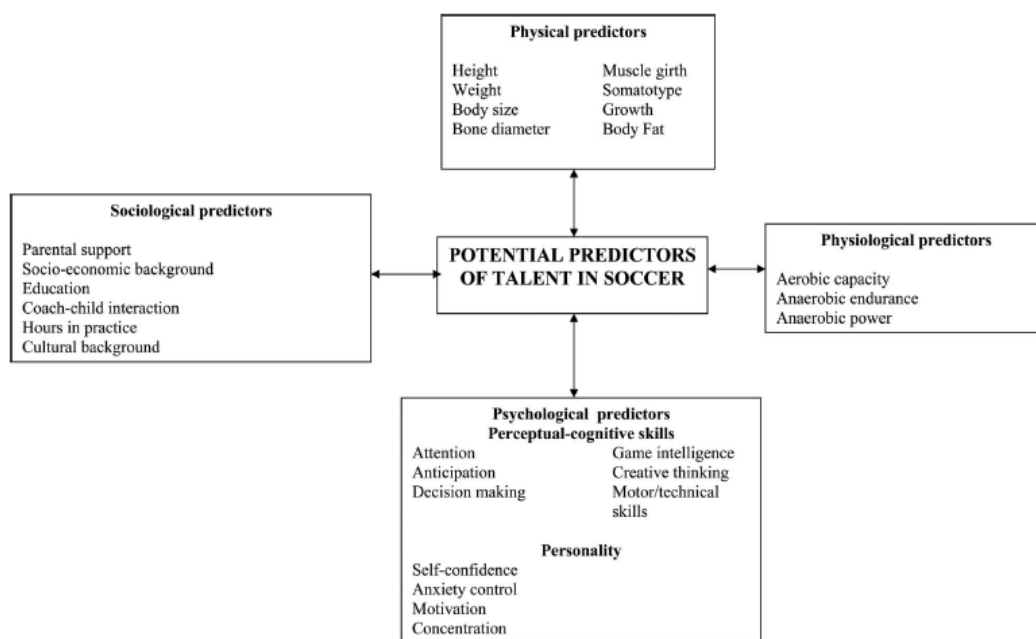 Physical predictors
Height Muscle girth
Weight Somatotype
Body size Growth
Bone diameter Body Fat
Sociological predictors
Parental support
Socio-economic background
Education
Coach-child interaction
Hours in practice
Cultural background
POTENTIAL PREDICTORS
OF TALENT IN SOCCER
Physiological predictors
Aerobic capacity
Anaerobic endurance
Anaerobic power
Psychological predictors
Perceptual-cognitive skills
Attention Game intelligence
Anticipation Creative thinking
Decision making Motor/technical
skills
Personality
Self-confidence
Anxiety control
Motivation
Concentration